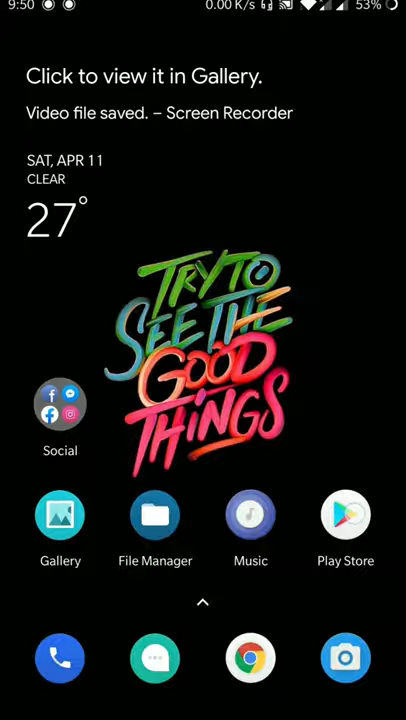 9:50 0.00 K/s 53%
Click to view it in Gallery.
Video file saved. – Screen Recorder
SAT, APR 11
CLEAR
27°
TRY TO
SEE THE
GOOD
THINGS
Social
Gallery File Manager Music Play Store